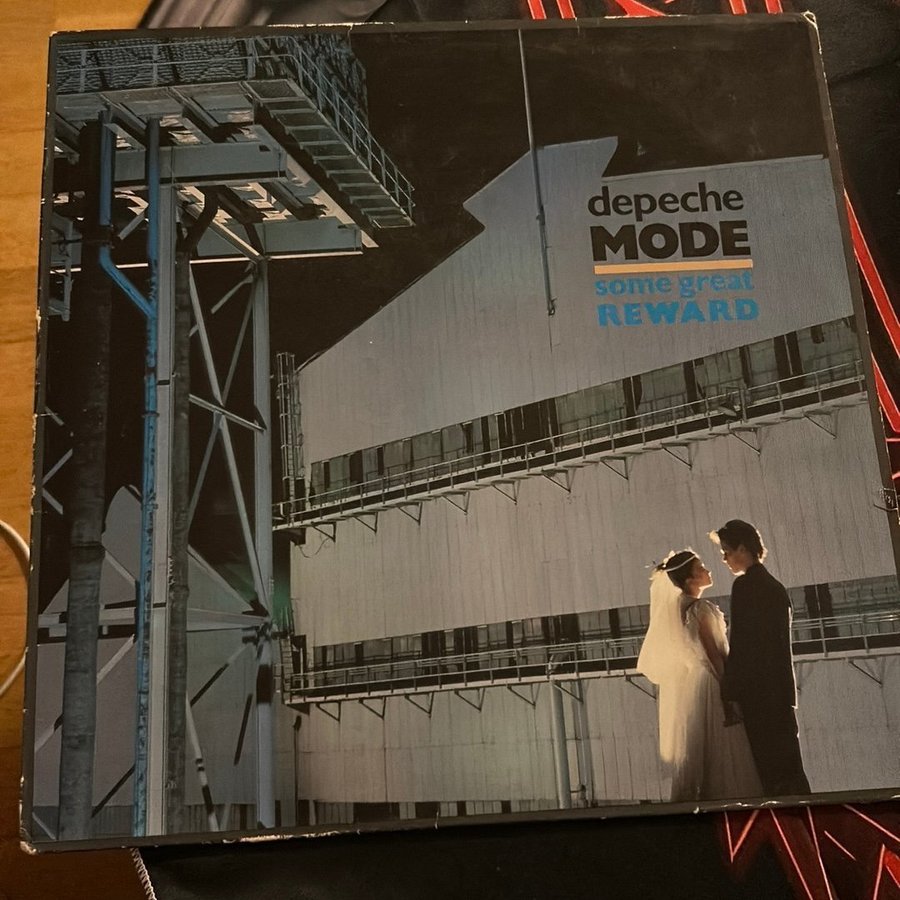 depeche
MODE
some great
REWARD